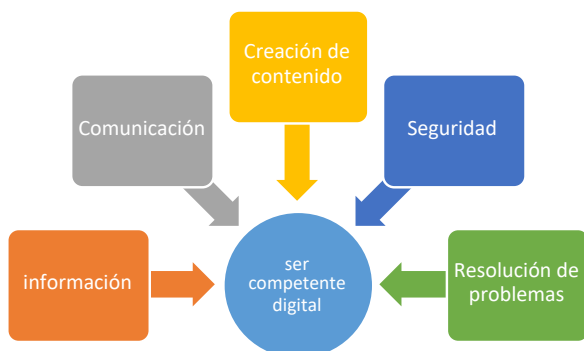 Creación de
contenido
Comunicación
Seguridad
información
ser
competente
digital
Resolución de
problemas